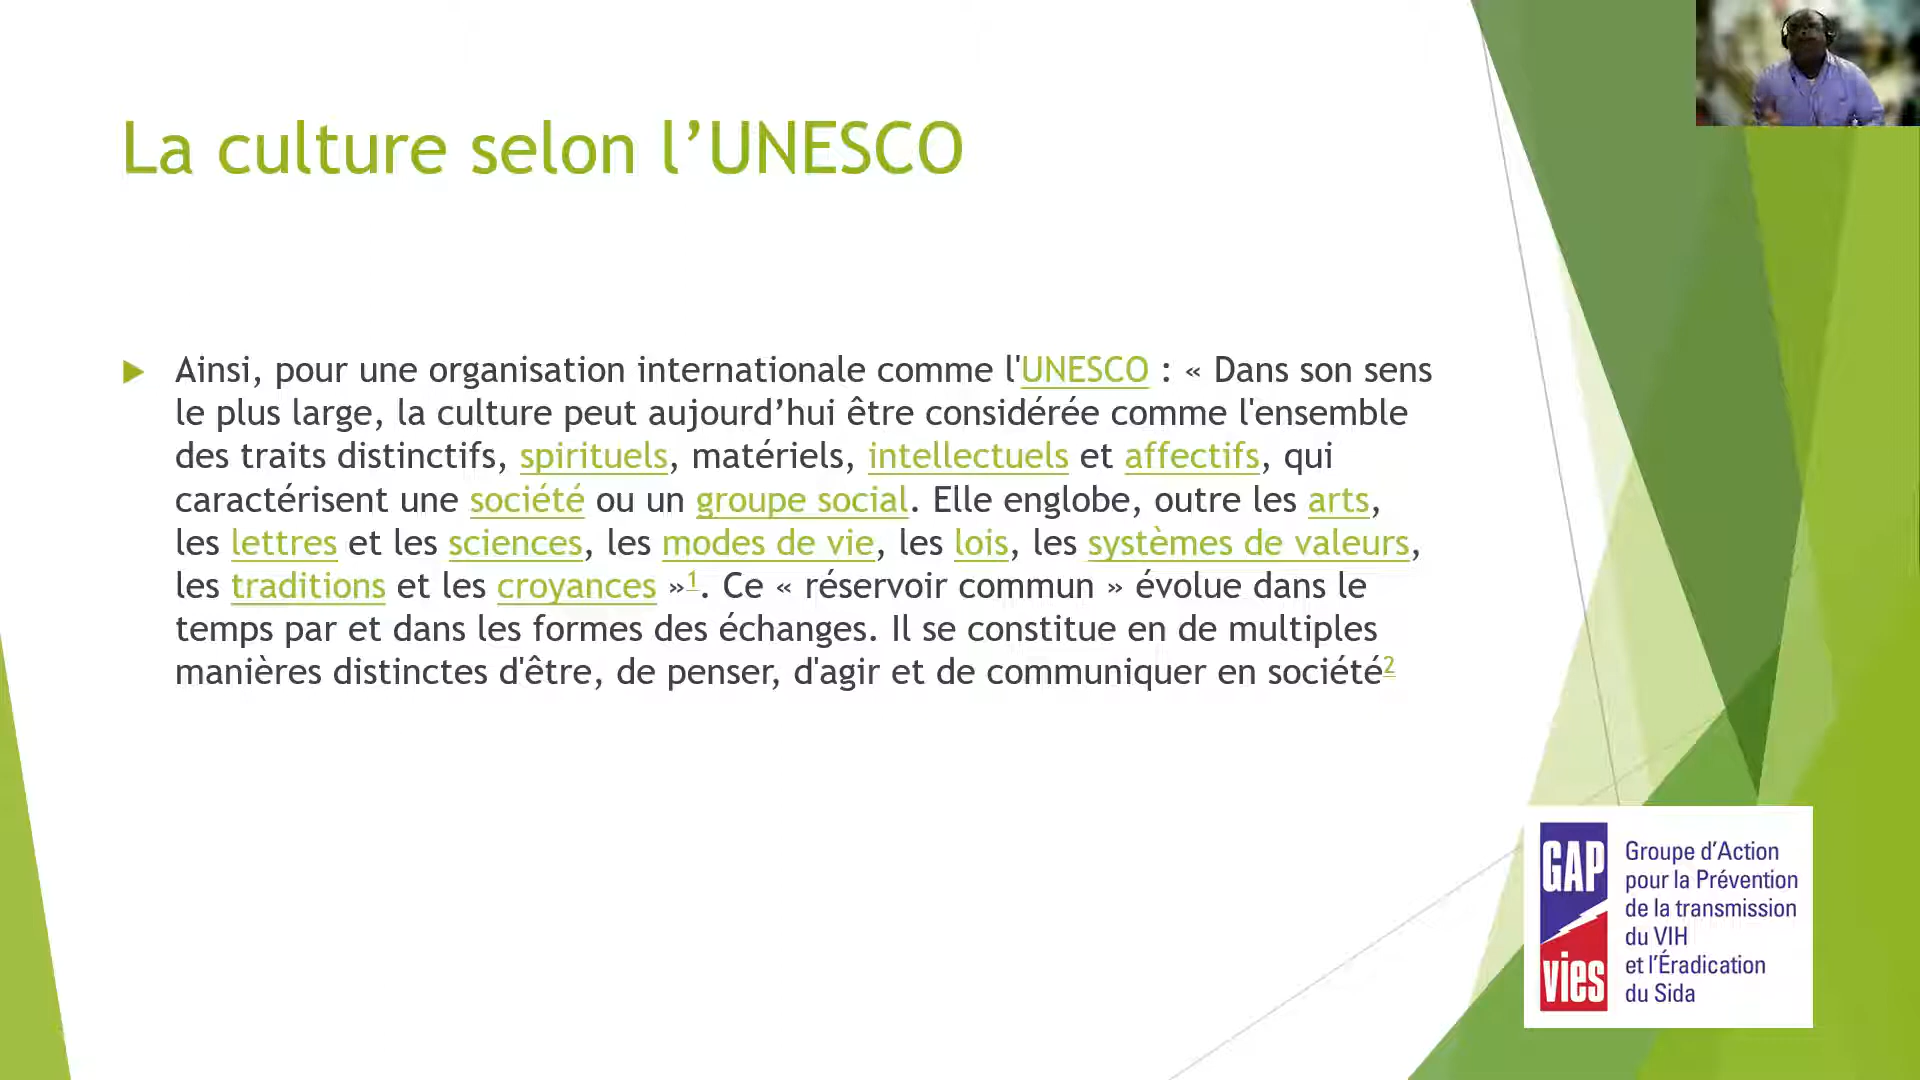 La culture selon l’UNESCO
Ainsi, pour une organisation internationale comme l'UNESCO : « Dans son sens
le plus large, la culture peut aujourd’hui être considérée comme l'ensemble
des traits distinctifs, spirituels, matériels, intellectuels et affectifs, qui
caractérisent une société ou un groupe social. Elle englobe, outre les arts,
les lettres et les sciences, les modes de vie, les lois, les systèmes de valeurs,
les traditions et les croyances »1. Ce « réservoir commun » évolue dans le
temps par et dans les formes des échanges. Il se constitue en de multiples
manières distinctes d'être, de penser, d'agir et de communiquer en société2
GAP
vies
Groupe d’Action
pour la Prévention
de la transmission
du VIH
et l’Éradication
du Sida